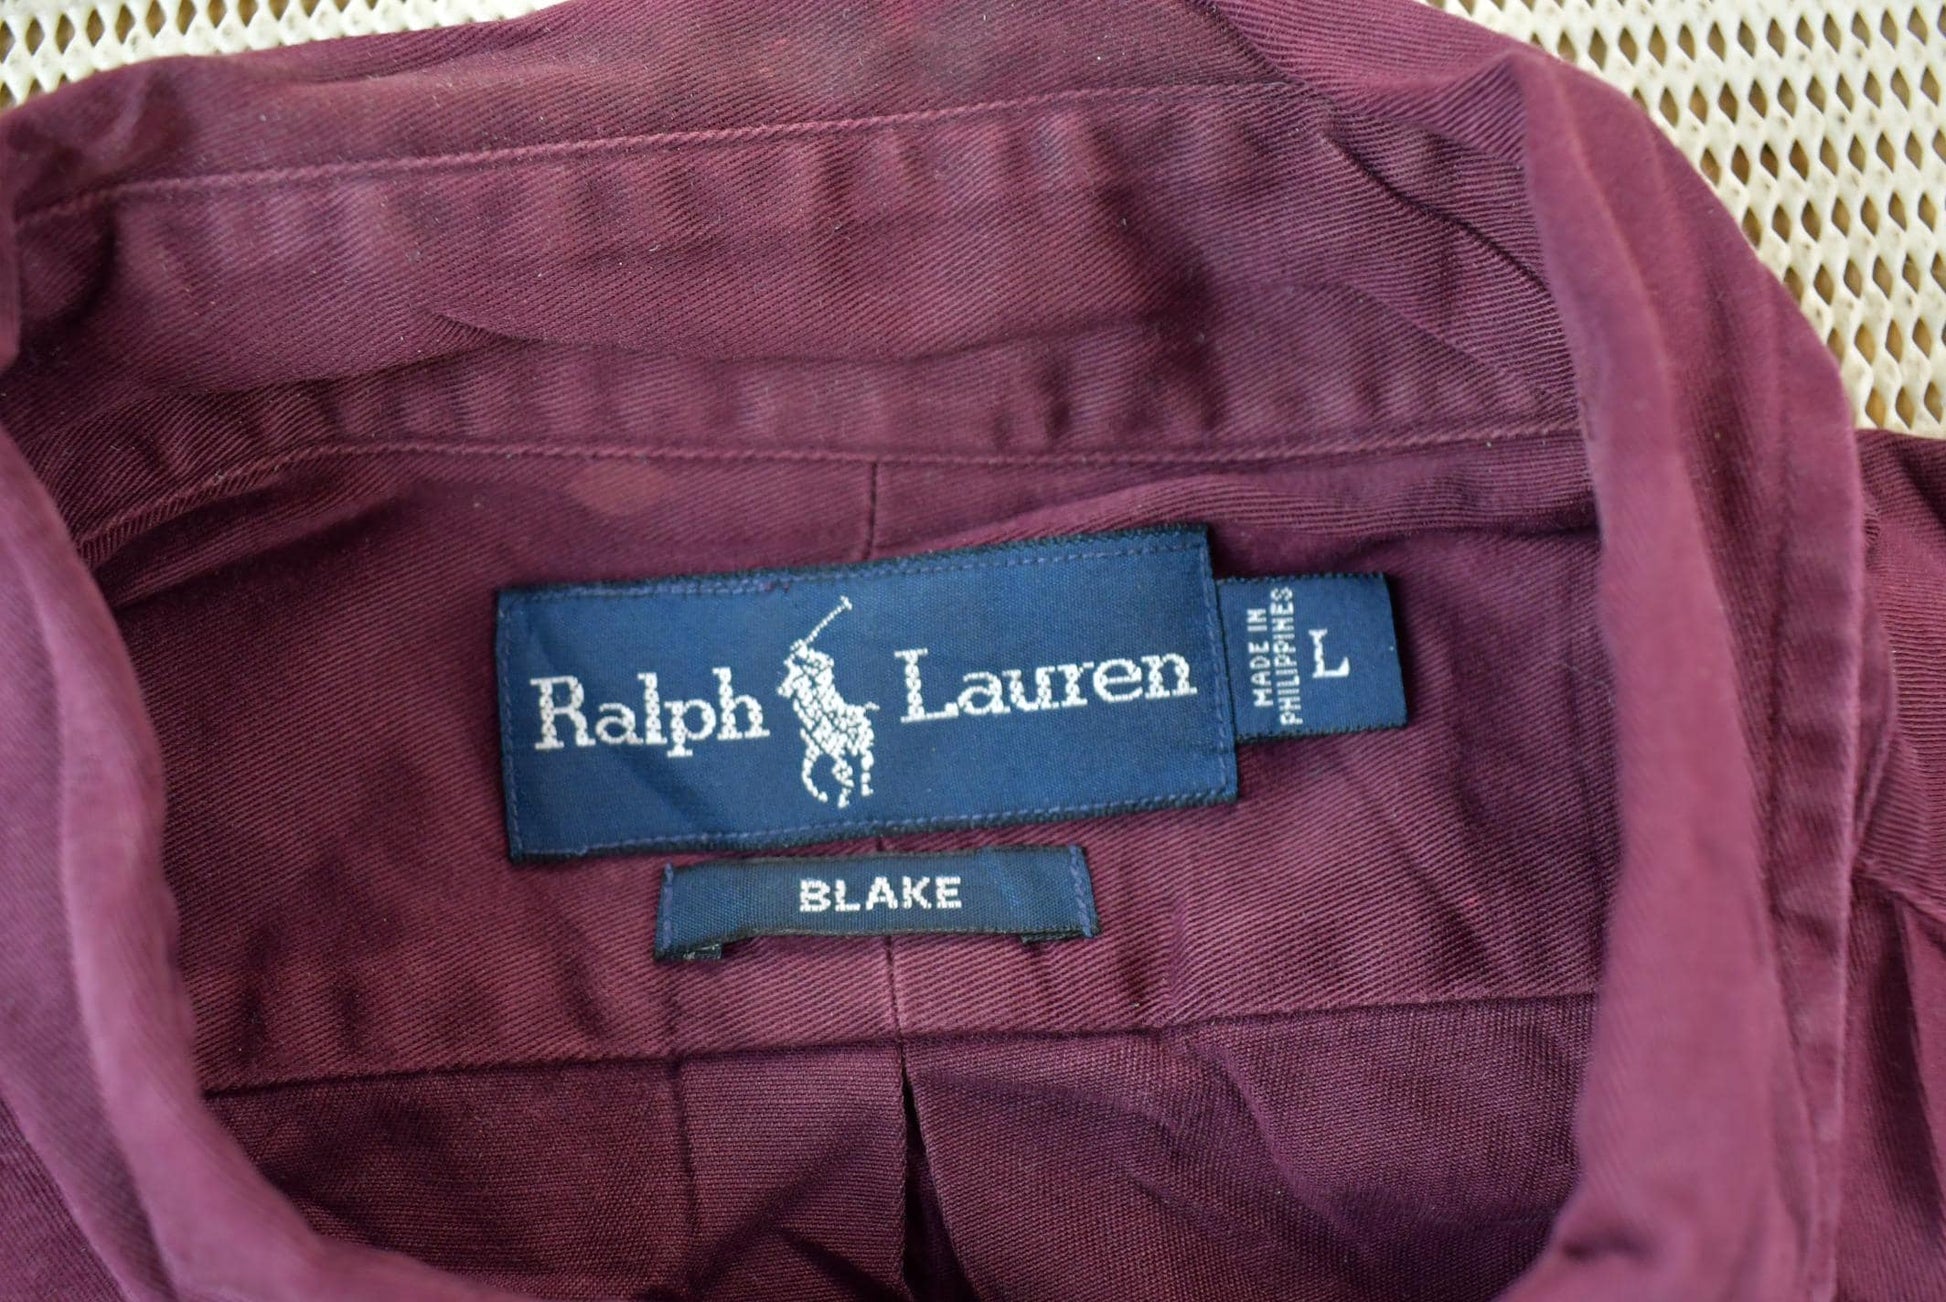 Ralph Lauren
MADE IN
PHILIPPINES
L
BLAKE